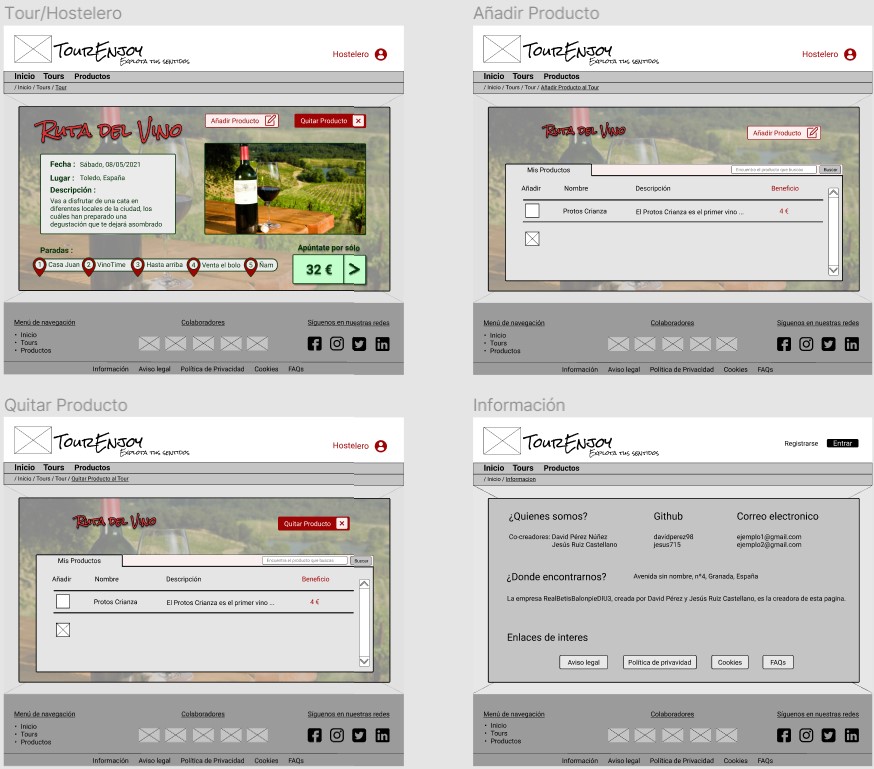 Tour/Hostelero
TourEnjoy
Explota tus sentidos
Hostelero
Inicio Tours Productos
/ Inicio / Tours / Tour
Ruta del Vino
Añadir Producto
Quitar Producto
Fecha : Sábado, 08/05/2021
Lugar : Toledo, España
Descripción :
Vas a disfrutar de una cata en
diferentes locales de la ciudad, los
cuáles han preparado una
degustación que te dejará asombrado
Paradas :
1 Casa Juan 2 VinoTime 3 Hasta arriba 4 Venta el bolo 5 Ñam
Apúntate por sólo
32 € >
Menú de navegación
• Inicio
• Tours
• Productos
Colaboradores
Síguenos en nuestras redes
Información Aviso legal Política de Privacidad Cookies FAQs
Añadir Producto
TourEnjoy
Explota tus sentidos
Hostelero
Inicio Tours Productos
/ Inicio / Tours / Tour / Añadir Producto al Tour
Ruta del Vino
Añadir Producto
Mis Productos
Encuentra el producto que buscas
Buscar
Añadir Nombre Descripción Beneficio
Protos Crianza El Protos Crianza es el primer vino ... 4 €
Menú de navegación
• Inicio
• Tours
• Productos
Colaboradores
Síguenos en nuestras redes
Información Aviso legal Política de Privacidad Cookies FAQs
Quitar Producto
TourEnjoy
Explota tus sentidos
Hostelero
Inicio Tours Productos
/ Inicio / Tours / Tour / Quitar Producto al Tour
Ruta del Vino
Quitar Producto
Mis Productos
Encuentra el producto que buscas
Buscar
Añadir Nombre Descripción Beneficio
Protos Crianza El Protos Crianza es el primer vino ... 4 €
Menú de navegación
• Inicio
• Tours
• Productos
Colaboradores
Síguenos en nuestras redes
Información Aviso legal Política de Privacidad Cookies FAQs
Información
TourEnjoy
Explota tus sentidos
Registrarse Entrar
Inicio Tours Productos
/ Inicio / Informacion
¿Quienes somos? Github Correo electronico
Co-creadores: David Pérez Núñez davidperez98 ejemplo1@gmail.com
Jesús Ruiz Castellano jesus715 ejemplo2@gmail.com
¿Donde encontrarnos? Avenida sin nombre, nº4, Granada, España
La empresa RealBetisBalonpieDIU3, creada por David Pérez y Jesús Ruiz Castellano, es la creadora de esta pagina.
Enlaces de interes
Aviso legal Política de privavidad Cookies FAQs
Menú de navegación
• Inicio
• Tours
• Productos
Colaboradores
Síguenos en nuestras redes
Información Aviso legal Política de Privacidad Cookies FAQs